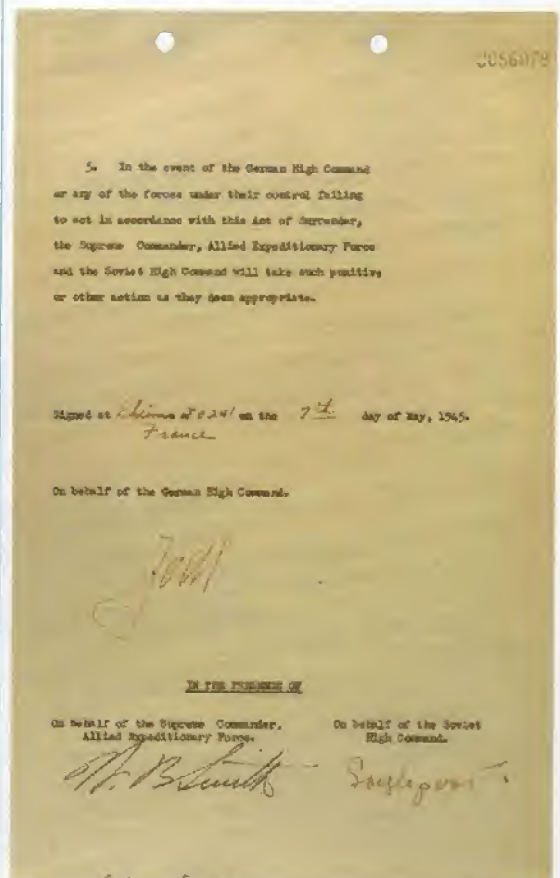 5. In the event of the German High Command
or any of the forces under their control failing
to act in accordance with this Act of Surrender,
the Supreme Commander, Allied Expeditionary Force
and the Soviet High Command will take such punitive
or other action as they deem appropriate.
Signed at Rheims at 0241 on the 7th day of May, 1945.
France
On behalf of the German High Command.
Jodl
IN THE PRESENCE OF
On behalf of the Supreme Commander,
Allied Expeditionary Force.
On behalf of the Soviet
High Command.
W. B. Smith